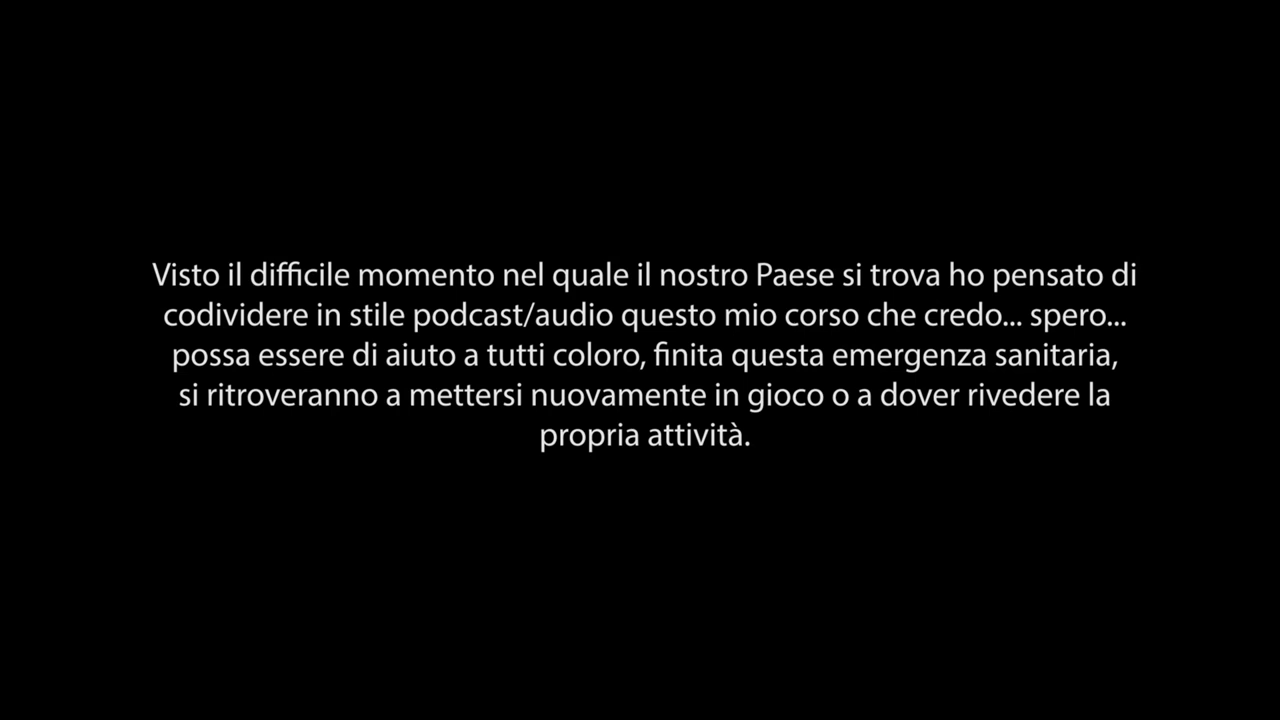 Visto il difficile momento nel quale il nostro Paese si trova ho pensato di
codividere in stile podcast/audio questo mio corso che credo... spero...
possa essere di aiuto a tutti coloro, finita questa emergenza sanitaria,
si ritroveranno a mettersi nuovamente in gioco o a dover rivedere la
propria attività.